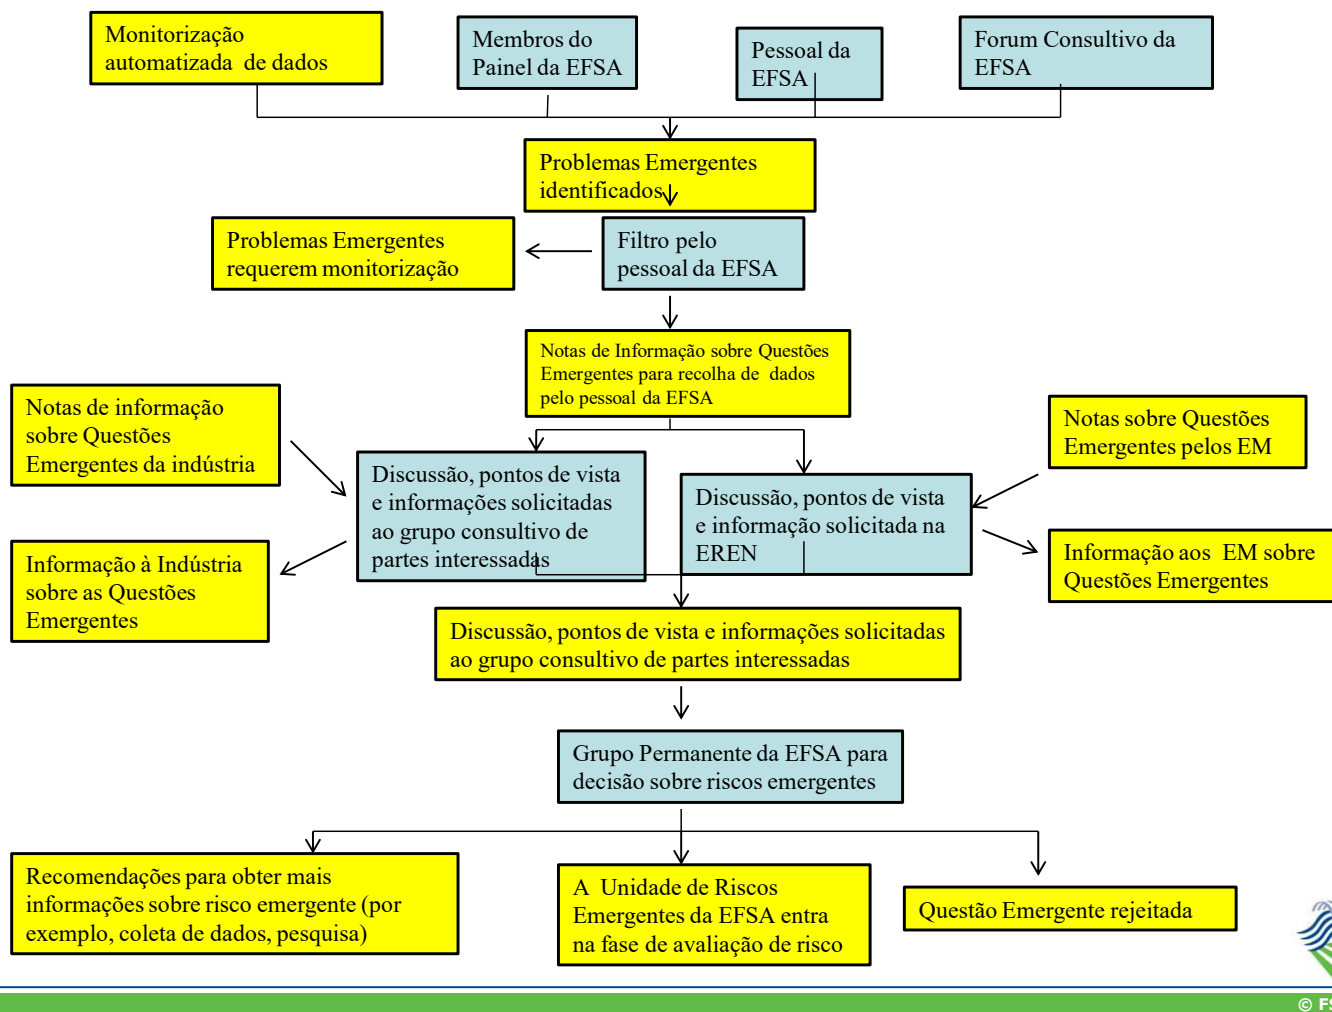 Monitorização
automatizada de dados
Membros do
Painel da EFSA
Pessoal da
EFSA
Forum Consultivo da
EFSA
Problemas Emergentes
identificados
Problemas Emergentes
requerem monitorização
Filtro pelo
pessoal da EFSA
Notas de Informação sobre Questões
Emergentes para recolha de dados
pelo pessoal da EFSA
Notas de informação
sobre Questões
Emergentes da indústria
Notas sobre Questões
Emergentes pelos EM
Discussão, pontos de vista
e informações solicitadas
ao grupo consultivo de
partes interessadas
Discussão, pontos de vista
e informação solicitada na
EREN
Informação à Indústria
sobre as Questões
Emergentes
Informação aos EM sobre
Questões Emergentes
Discussão, pontos de vista e informações solicitadas
ao grupo consultivo de partes interessadas
Grupo Permanente da EFSA para
decisão sobre riscos emergentes
Recomendações para obter mais
informações sobre risco emergente (por
exemplo, coleta de dados, pesquisa)
A Unidade de Riscos
Emergentes da EFSA entra
na fase de avaliação de risco
Questão Emergente rejeitada
©